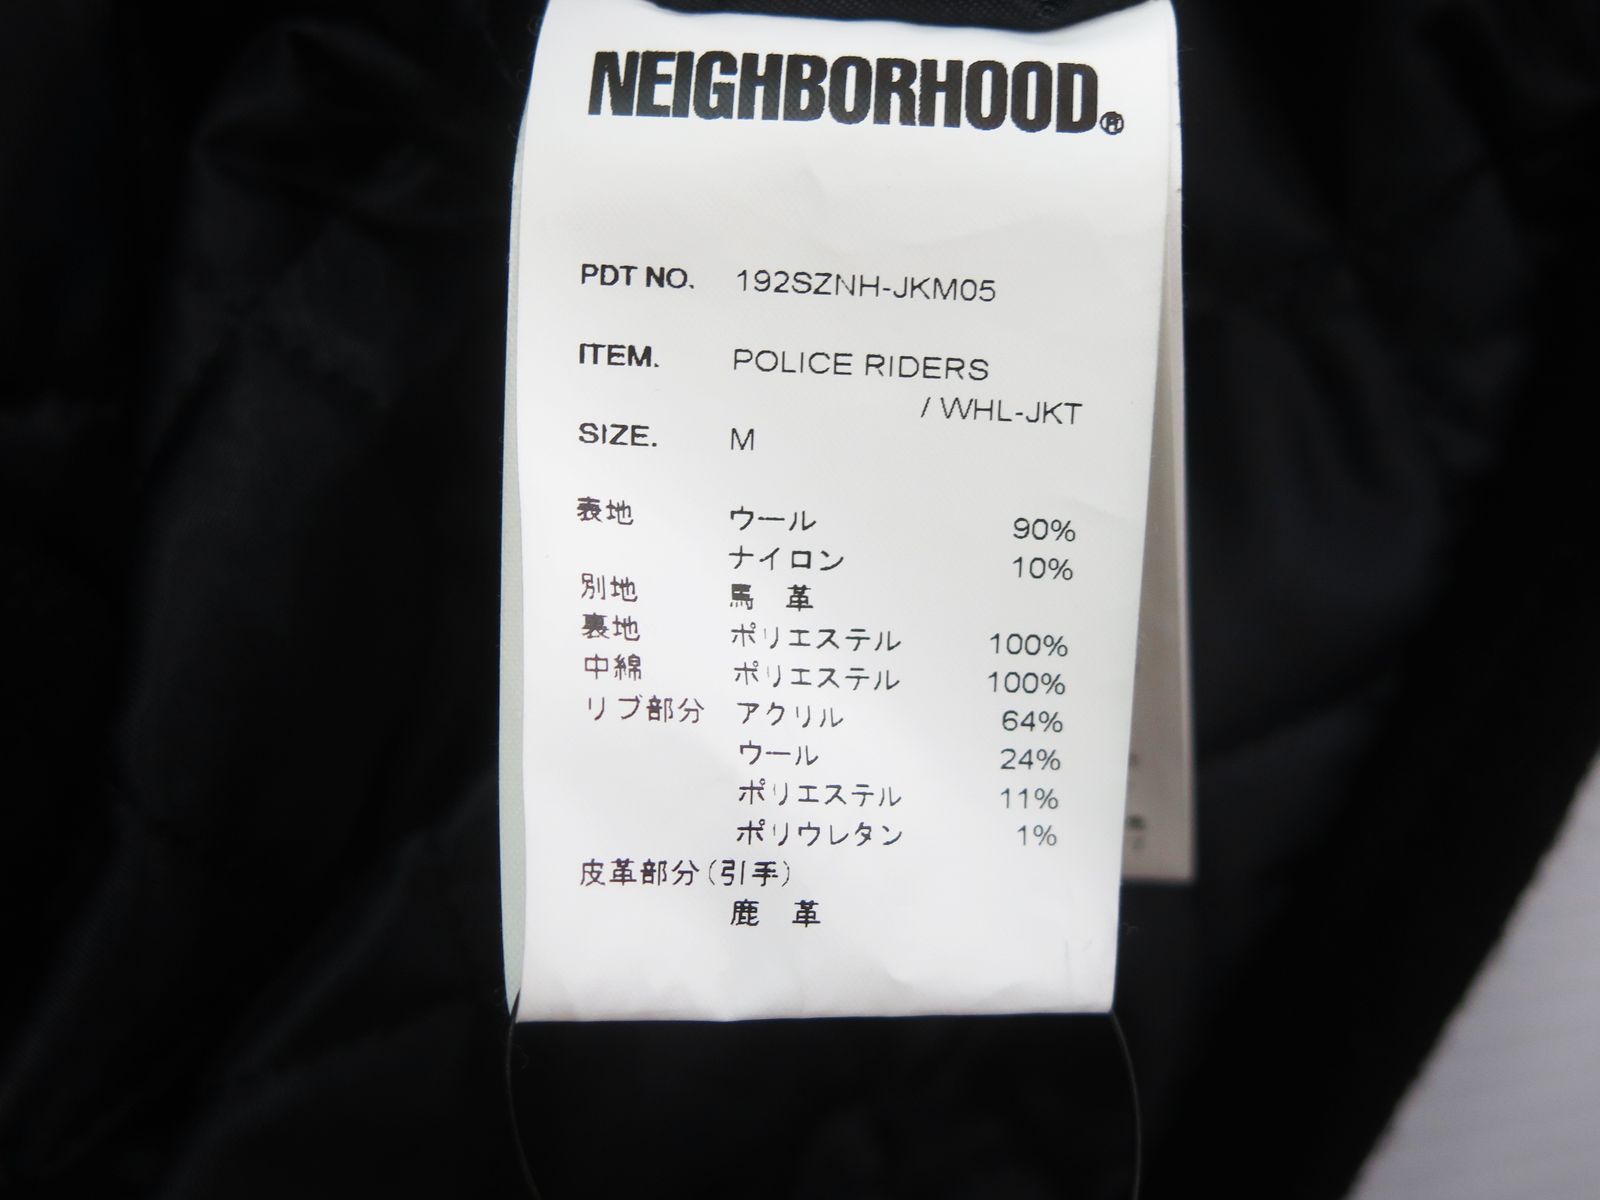 NEIGHBORHOOD®
PDT NO. 192SZNH-JKM05
ITEM. POLICE RIDERS
/ WHL-JKT
SIZE. M
表地 ウール 90%
ナイロン 10%
別地 馬 革
裏地 ポリエステル 100%
中綿 ポリエステル 100%
リブ部分 アクリル 64%
ウール 24%
ポリエステル 11%
ポリウレタン 1%
皮革部分(引手)
鹿 革